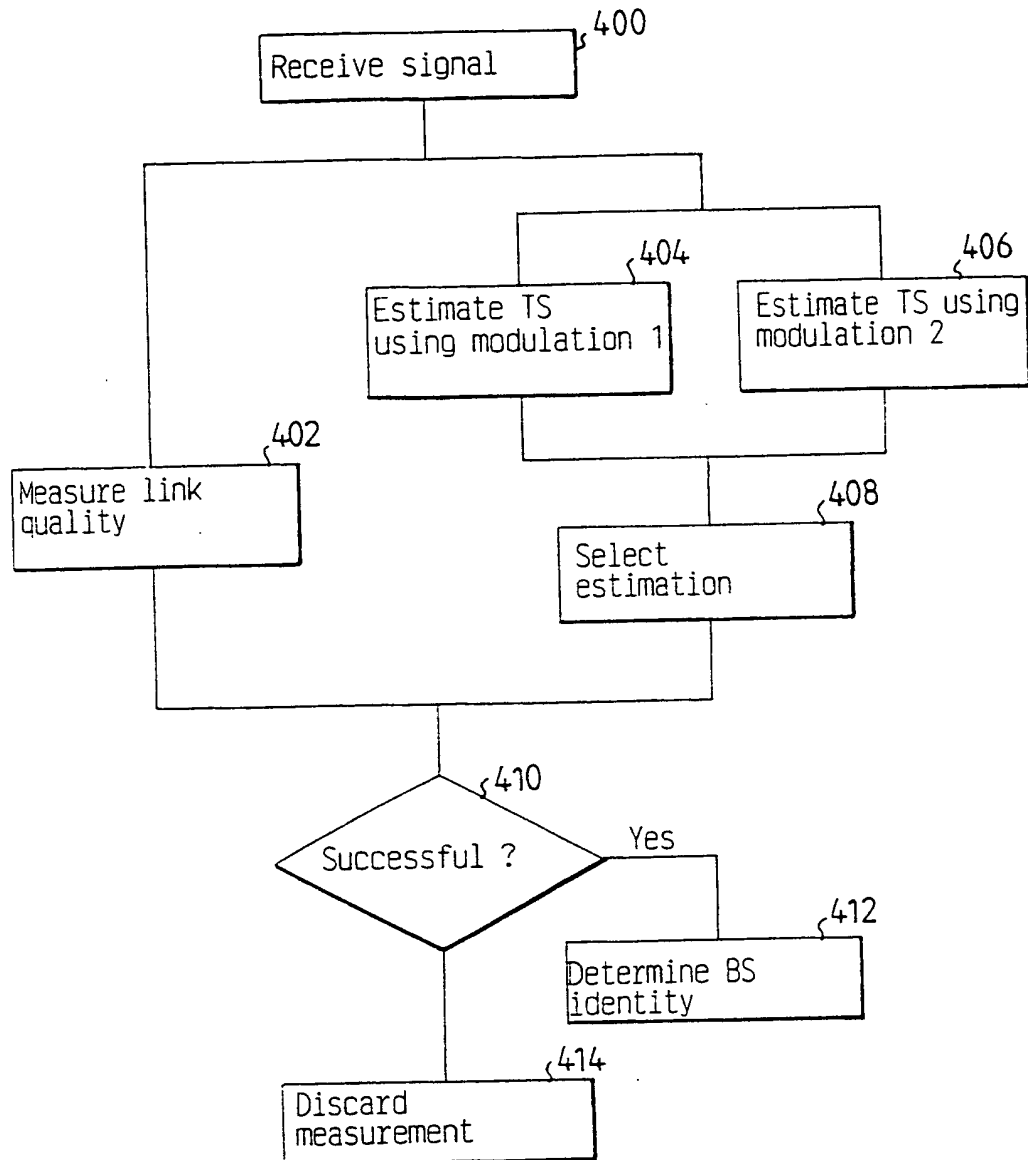 400
Receive signal
404
Estimate TS
using modulation 1
406
Estimate TS using
modulation 2
402
Measure link
quality
408
Select
estimation
410
Successful ?
Yes
412
Determine BS
identity
414
Discard
measurement